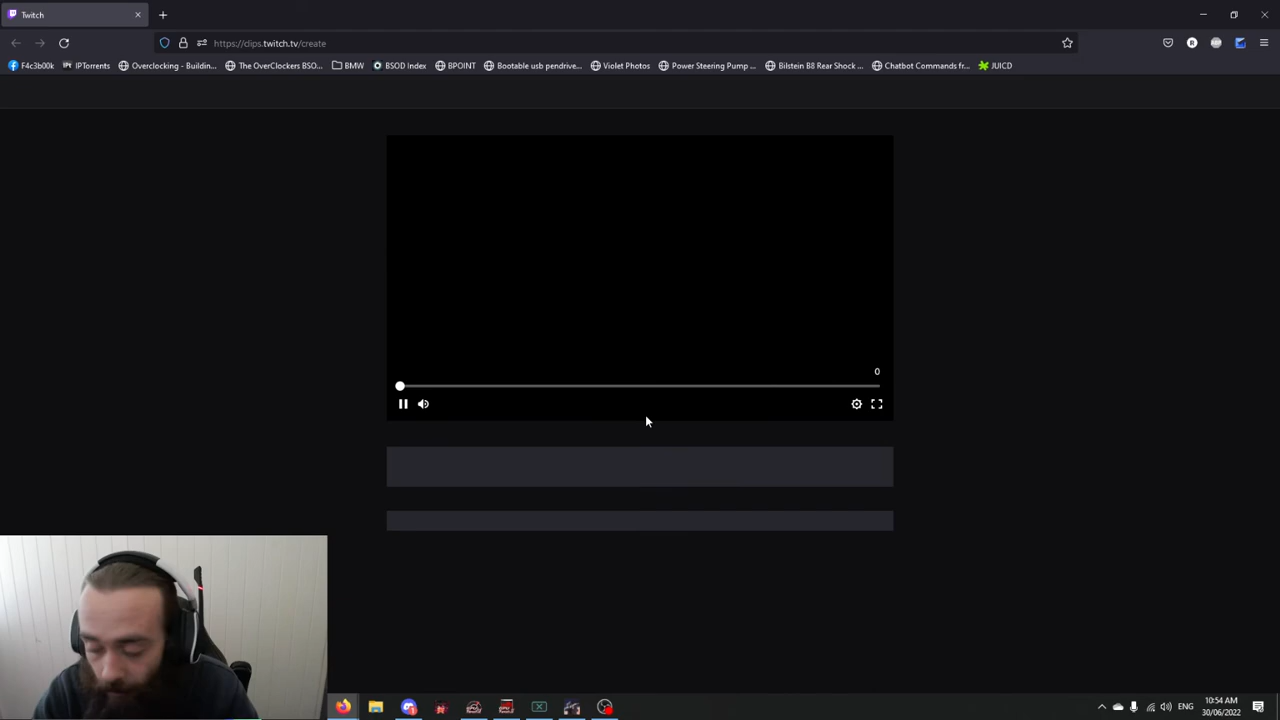 Twitch
https://clips.twitch.tv/create
F4c3b00k
IPTorrents
Overclocking - Buildin...
The OverClockers BSO...
BMW
BSOD Index
BPOINT
Bootable usb pendrive...
Violet Photos
Power Steering Pump ...
Bilstein B8 Rear Shock ...
Chatbot Commands fr...
JUICD
0
ENG
10:54 AM
30/06/2022